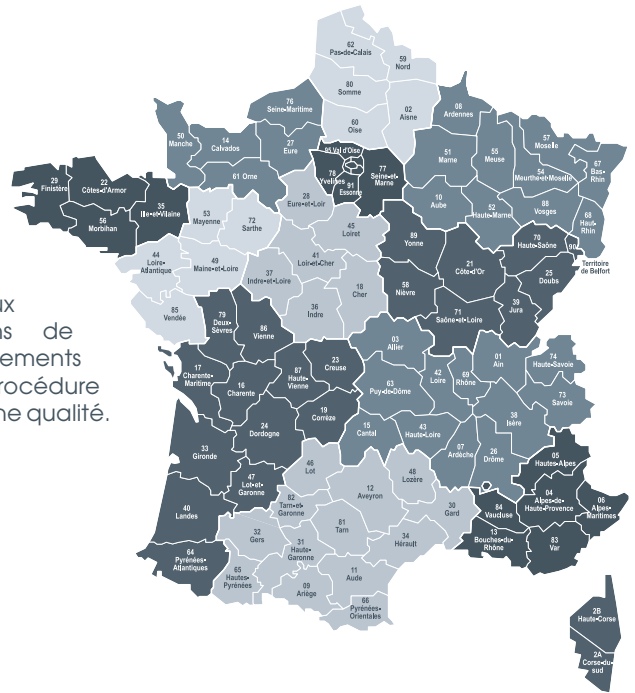 62
Pas-de-Calais
59
Nord
80
Somme
02
Aisne
76
Seine-Maritime
60
Oise
08
Ardennes
50
Manche
14
Calvados
27
Eure
95 Val d'Oise
78
Yvelines
91
Essonne
77
Seine-et-
Marne
51
Marne
55
Meuse
57
Moselle
54
Meurthe-et-Moselle
67
Bas-
Rhin
61 Orne
29
Finistère
22
Côtes-d'Armor
35
Ile-et-Vilaine
56
Morbihan
53
Mayenne
72
Sarthe
28
Eure-et-Loir
45
Loiret
10
Aube
52
Haute-Marne
88
Vosges
68
Haut-
Rhin
89
Yonne
70
Haute-Saône
90
Territoire
de Belfort
44
Loire-
Atlantique
49
Maine-et-Loire
37
Indre-et-Loire
41
Loir-et-Cher
18
Cher
36
Indre
58
Nièvre
21
Côte-d'Or
25
Doubs
39
Jura
71
Saône-et-Loire
85
Vendée
79
Deux-
Sèvres
86
Vienne
ux
ns de
ements
rocédure
ne qualité.
17
Charente-
Maritime
16
Charente
87
Haute-
Vienne
23
Creuse
19
Corrèze
03
Allier
63
Puy-de-Dôme
42
Loire
69
Rhône
01
Ain
74
Haute-Savoie
73
Savoie
38
Isère
15
Cantal
43
Haute-Loire
07
Ardèche
26
Drôme
05
Hautes-Alpes
33
Gironde
24
Dordogne
47
Lot-et-
Garonne
40
Landes
64
Pyrénées-
Atlantiques
46
Lot
82
Tarn-et-
Garonne
12
Aveyron
48
Lozère
30
Gard
84
Vaucluse
04
Alpes-de-
Haute-Provence
06
Alpes-
Maritimes
13
Bouches-du-
Rhône
83
Var
32
Gers
31
Haute-
Garonne
81
Tarn
34
Hérault
65
Hautes-
Pyrénées
09
Ariège
11
Aude
66
Pyrénées-
Orientales
2B
Haute-Corse
2A
Corse-du-
sud